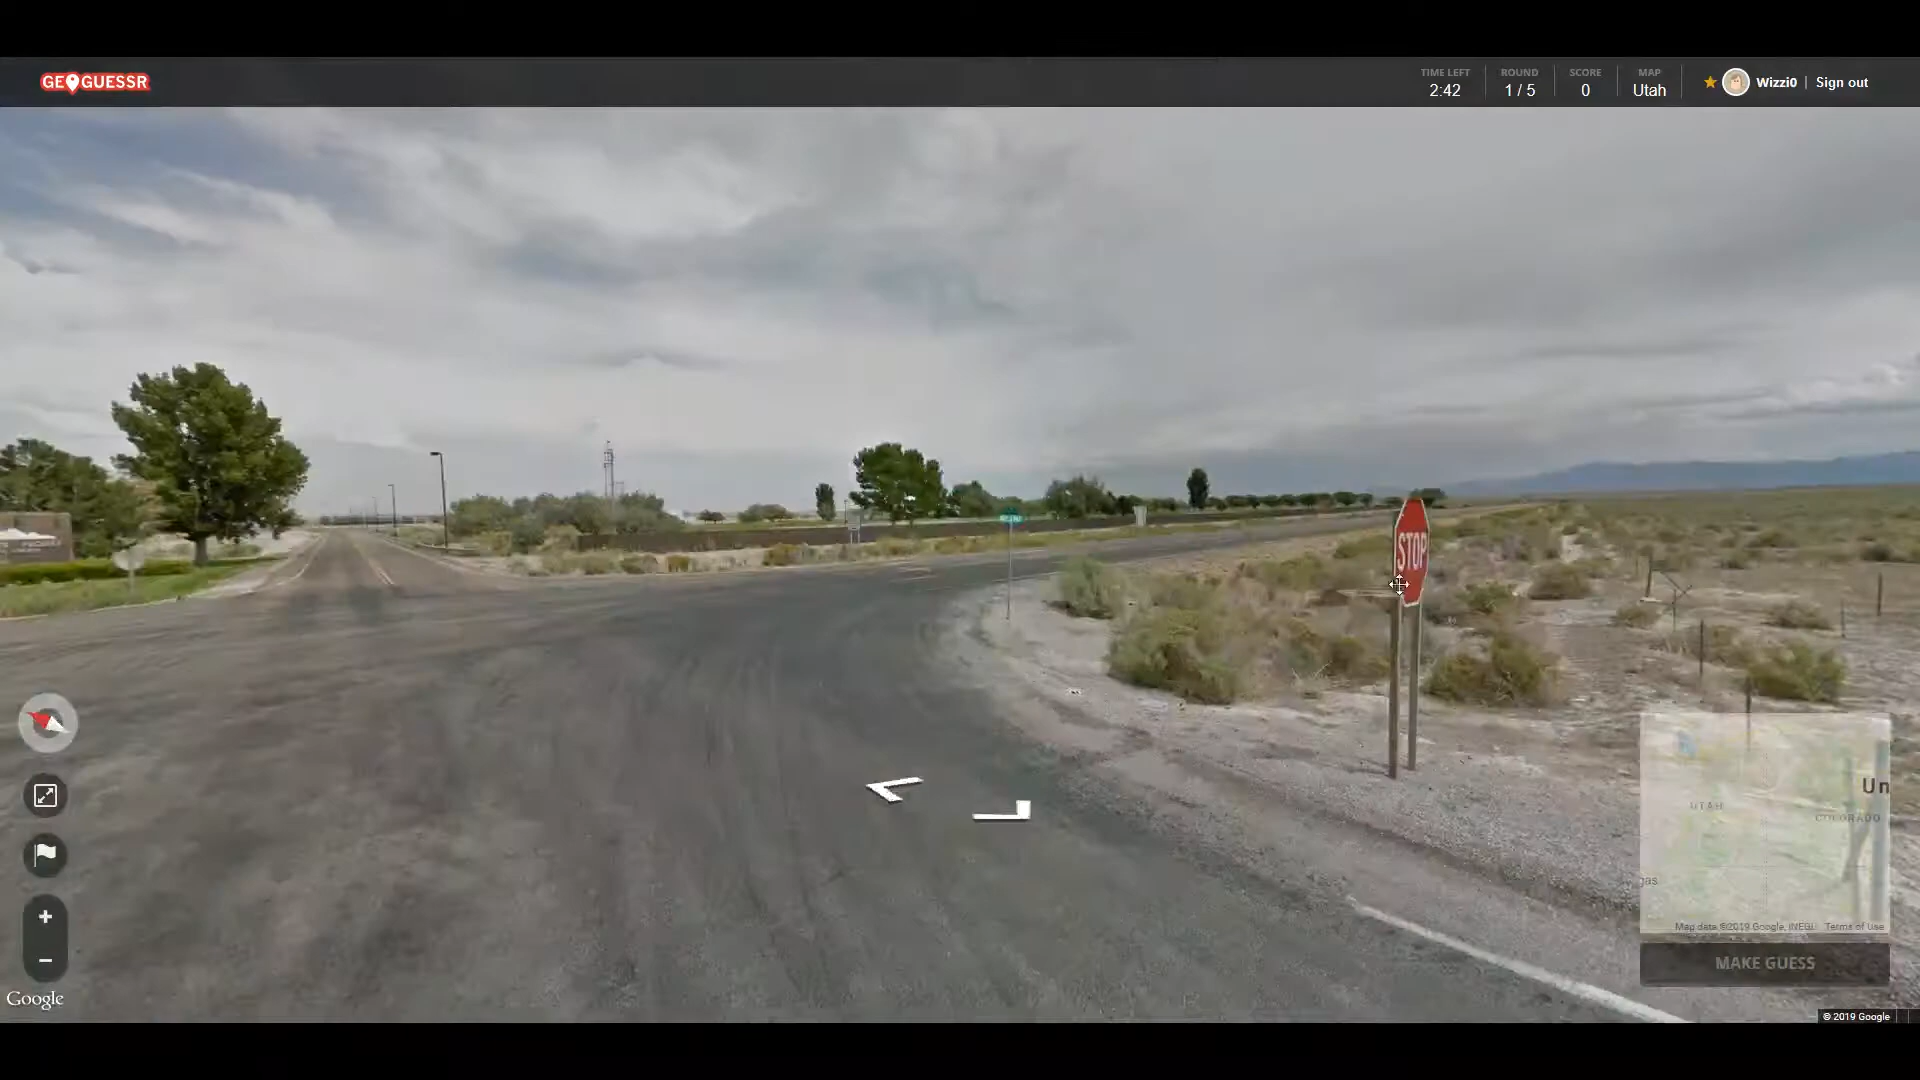 GEOGUESSR
TIME LEFT
2:42
ROUND
1 / 5
SCORE
0
MAP
Utah
Wizzi0 | Sign out
STOP
Un
UTAH
COLORADO
gas
Map data ©2019 Google, INEGI
Terms of Use
MAKE GUESS
Google
© 2019 Google